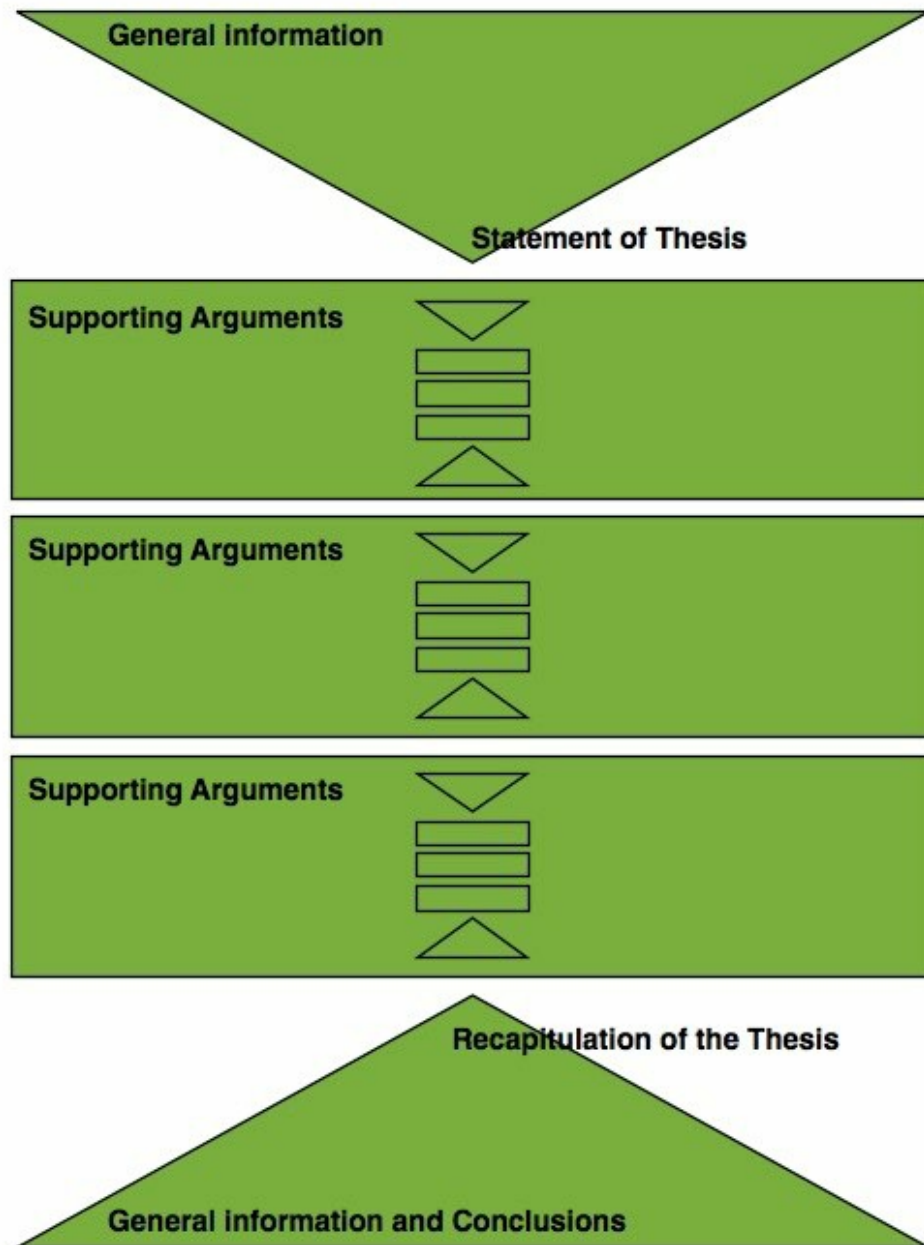 General information
Statement of Thesis
Supporting Arguments
Supporting Arguments
Supporting Arguments
Recapitulation of the Thesis
General information and Conclusions